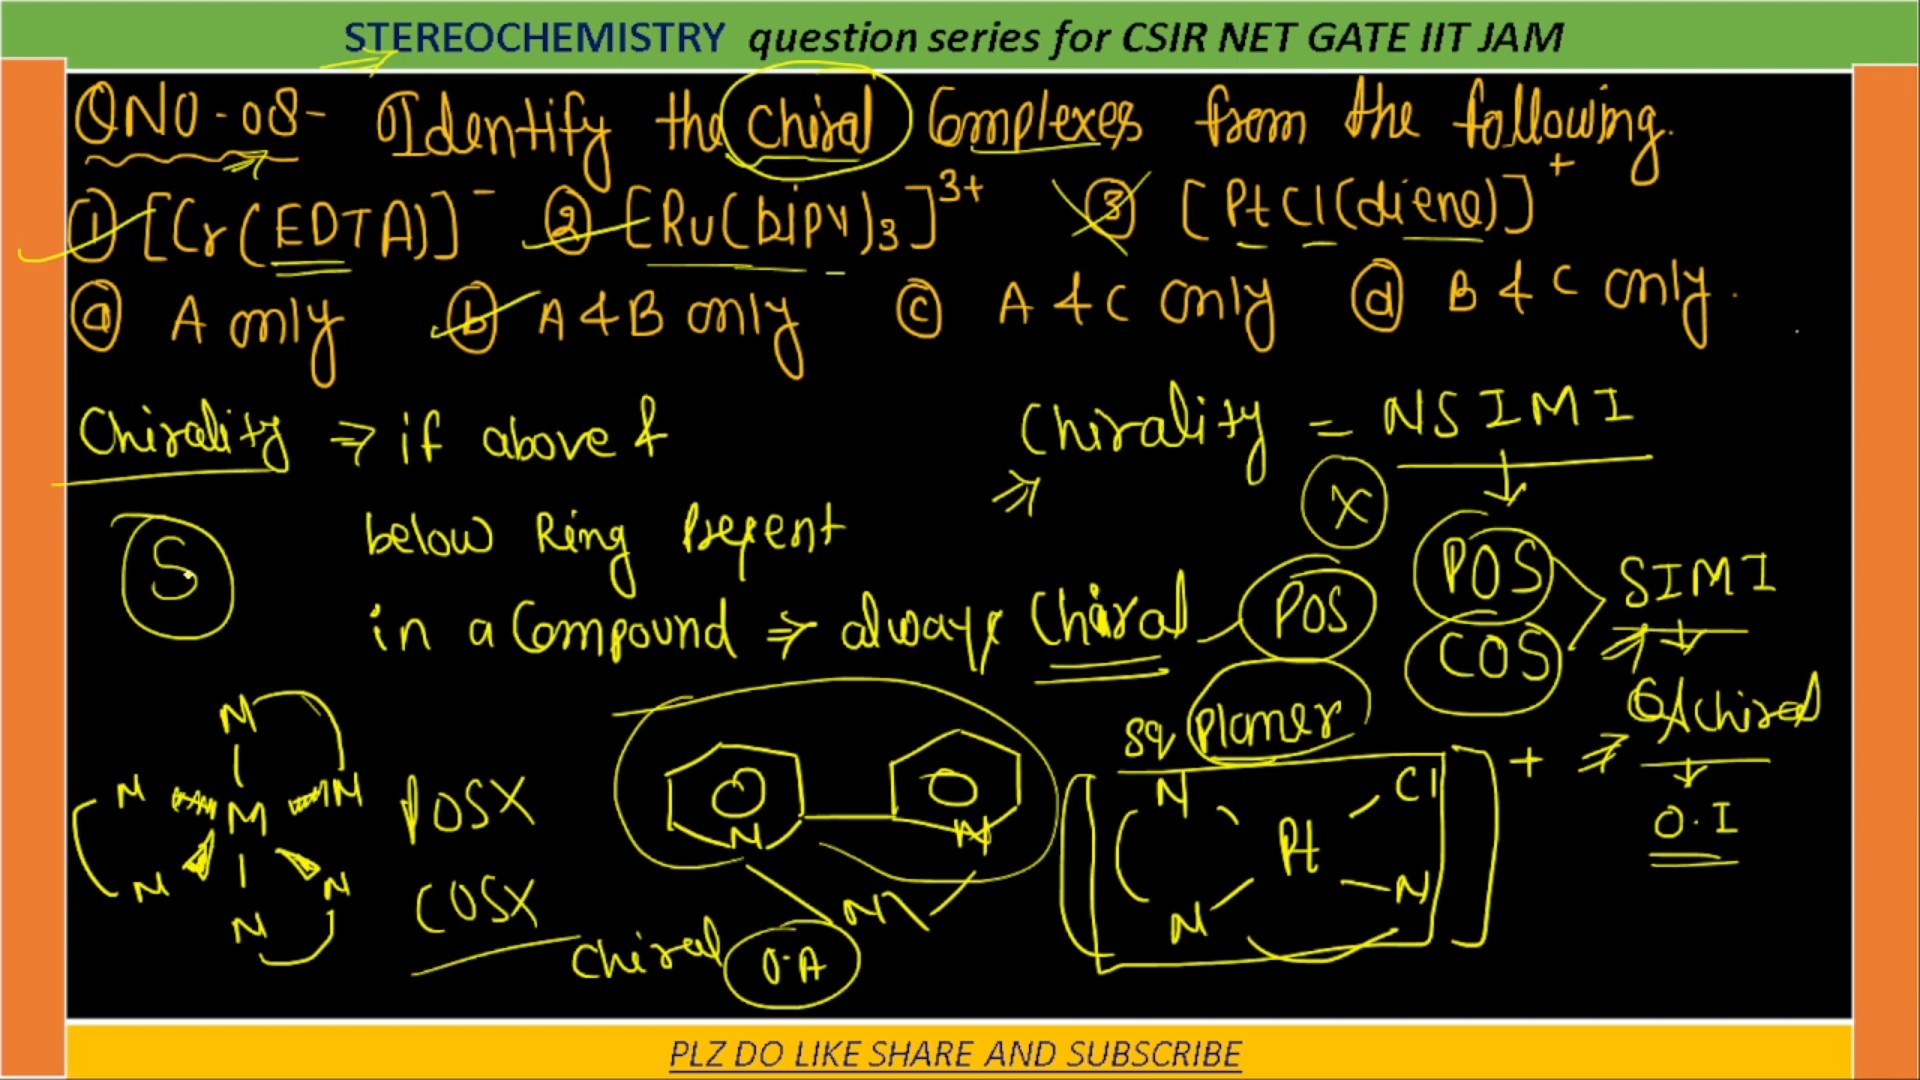 STEREOCHEMISTRY question series for CSIR NET GATE IIT JAM
QNO-08- Identify the Chiral Complexes from the following.
① [Cr(EDTA)]⁻ ② [Ru(bipy)₃]³⁺ ③ [PtCl(diene)]⁺
ⓐ A only ⓑ A & B only ⓒ A & C only ⓓ B & C only.
Chirality ⇒ if above &
below Ring Present
in a Compound ⇒ always Chiral
⇒ Chirality = NSIMI
X
POS
POS
COS
SIMI
Achiral
O.I
S
M
N
M
N
N
N
N
POSX
COSX
N
N
M
Chiral O.A
sq planer
N
Cl
Pt
N
N
+ ⇒
PLZ DO LIKE SHARE AND SUBSCRIBE